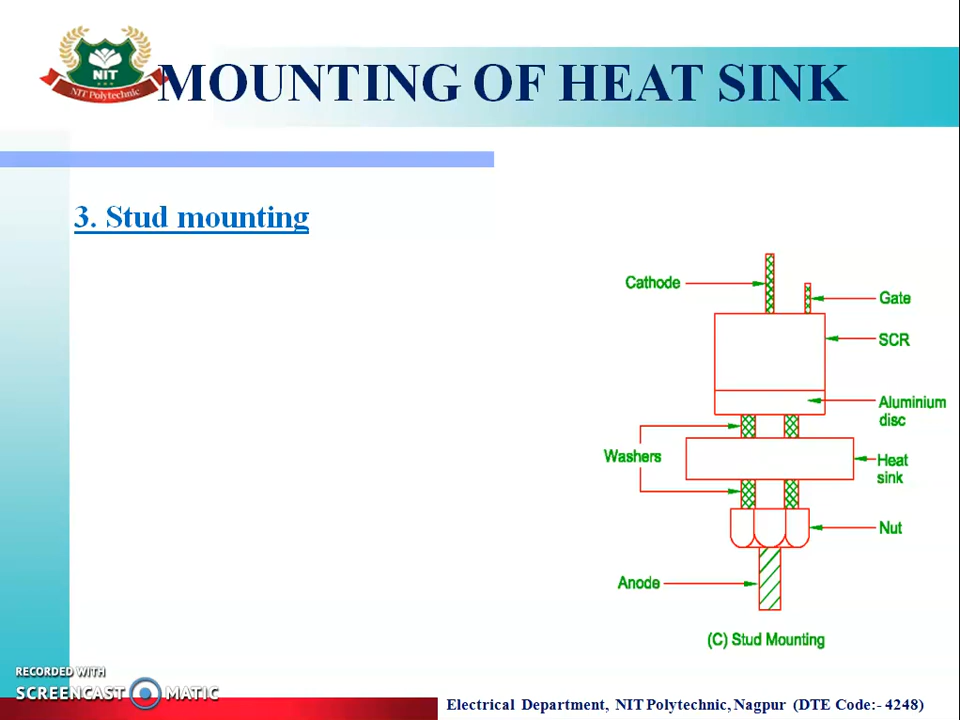 NIT
NIT Polytechnic
MOUNTING OF HEAT SINK
3. Stud mounting
Cathode
Gate
SCR
Aluminium
disc
Washers
Heat
sink
Nut
Anode
(C) Stud Mounting
RECORDED WITH
SCREENCAST MATIC
Electrical Department, NIT Polytechnic, Nagpur (DTE Code:- 4248)